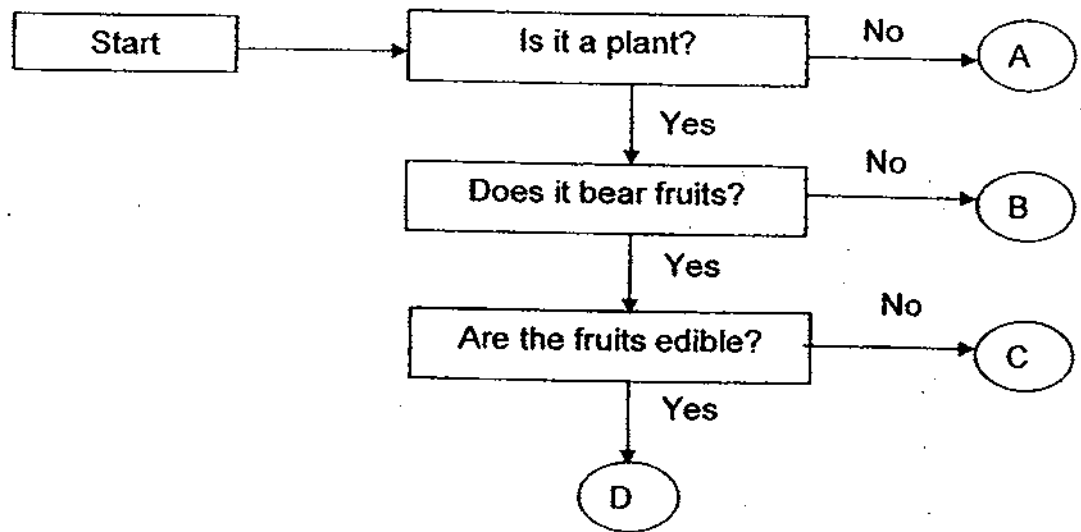 Start
Is it a plant?
No
A
Yes
Does it bear fruits?
No
B
Yes
Are the fruits edible?
No
C
Yes
D